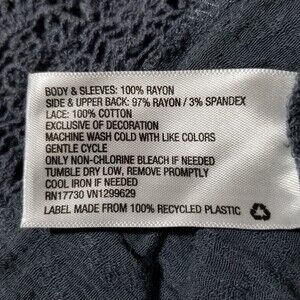 BODY & SLEEVES: 100% RAYON
SIDE & UPPER BACK: 97% RAYON / 3% SPANDEX
LACE: 100% COTTON
EXCLUSIVE OF DECORATION
MACHINE WASH COLD WITH LIKE COLORS
GENTLE CYCLE
ONLY NON-CHLORINE BLEACH IF NEEDED
TUMBLE DRY LOW, REMOVE PROMPTLY
COOL IRON IF NEEDED
RN17730 VN1299629
LABEL MADE FROM 100% RECYCLED PLASTIC